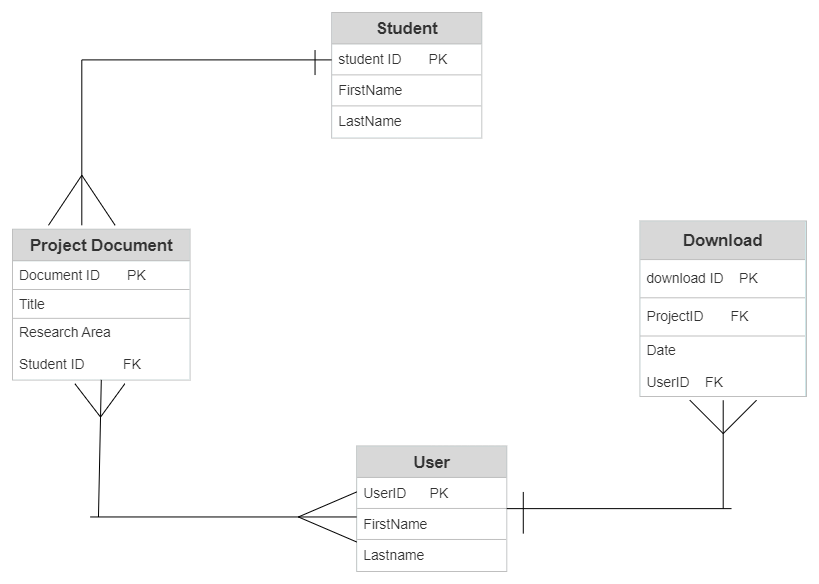 Student
student ID PK
FirstName
LastName
Project Document
Document ID PK
Title
Research Area
Student ID FK
Download
download ID PK
ProjectID FK
Date
UserID FK
User
UserID PK
FirstName
Lastname